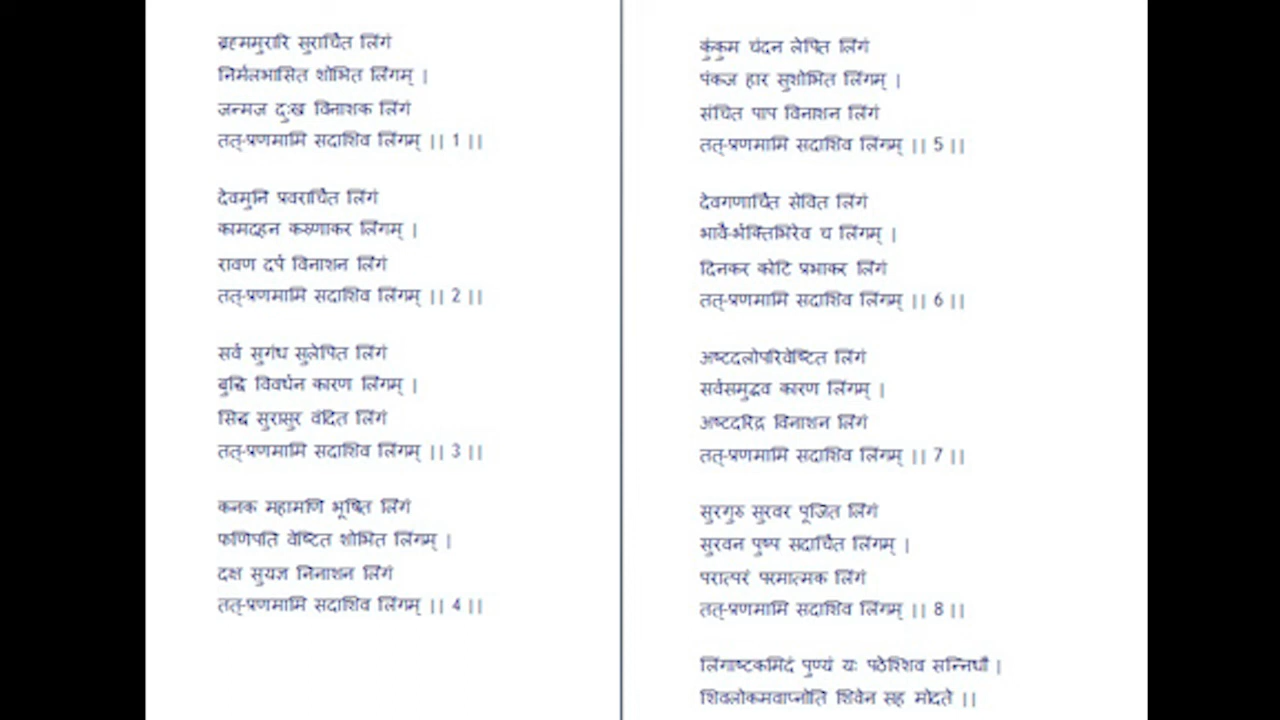 ब्रह्ममुरारि सुरार्चित लिंगं
निर्मलभासित शोभित लिंगम् |
जन्मज दुःख विनाशक लिंगं
तत्-प्रणमामि सदाशिव लिंगम् || 1 ||
देवमुनि प्रवरार्चित लिंगं
कामदहन करुणाकर लिंगम् |
रावण दर्प विनाशन लिंगं
तत्-प्रणमामि सदाशिव लिंगम् || 2 ||
सर्व सुगंध सुलेपित लिंगं
बुद्धि विवर्धन कारण लिंगम् |
सिद्ध सुरासुर वंदित लिंगं
तत्-प्रणमामि सदाशिव लिंगम् || 3 ||
कनक महामणि भूषित लिंगं
फणिपति वेष्टित शोभित लिंगम् |
दक्ष सुयज्ञ निनाशन लिंगं
तत्-प्रणमामि सदाशिव लिंगम् || 4 ||
कुंकुम चंदन लेपित लिंगं
पंकज हार सुशोभित लिंगम् |
संचित पाप विनाशन लिंगं
तत्-प्रणमामि सदाशिव लिंगम् || 5 ||
देवगणार्चित सेवित लिंगं
भावै-र्भक्तिभिरेव च लिंगम् |
दिनकर कोटि प्रभाकर लिंगं
तत्-प्रणमामि सदाशिव लिंगम् || 6 ||
अष्टदलोपरिवेष्टित लिंगं
सर्वसमुद्भव कारण लिंगम् |
अष्टदरिद्र विनाशन लिंगं
तत्-प्रणमामि सदाशिव लिंगम् || 7 ||
सुरगुरु सुरवर पूजित लिंगं
सुरवन पुष्प सदार्चित लिंगम् |
परात्परं परमात्मक लिंगं
तत्-प्रणमामि सदाशिव लिंगम् || 8 ||
लिंगाष्टकमिदं पुण्यं यः पठेश्शिव सन्निधौ |
शिवलोकमवाप्नोति शिवेन सह मोदते ||